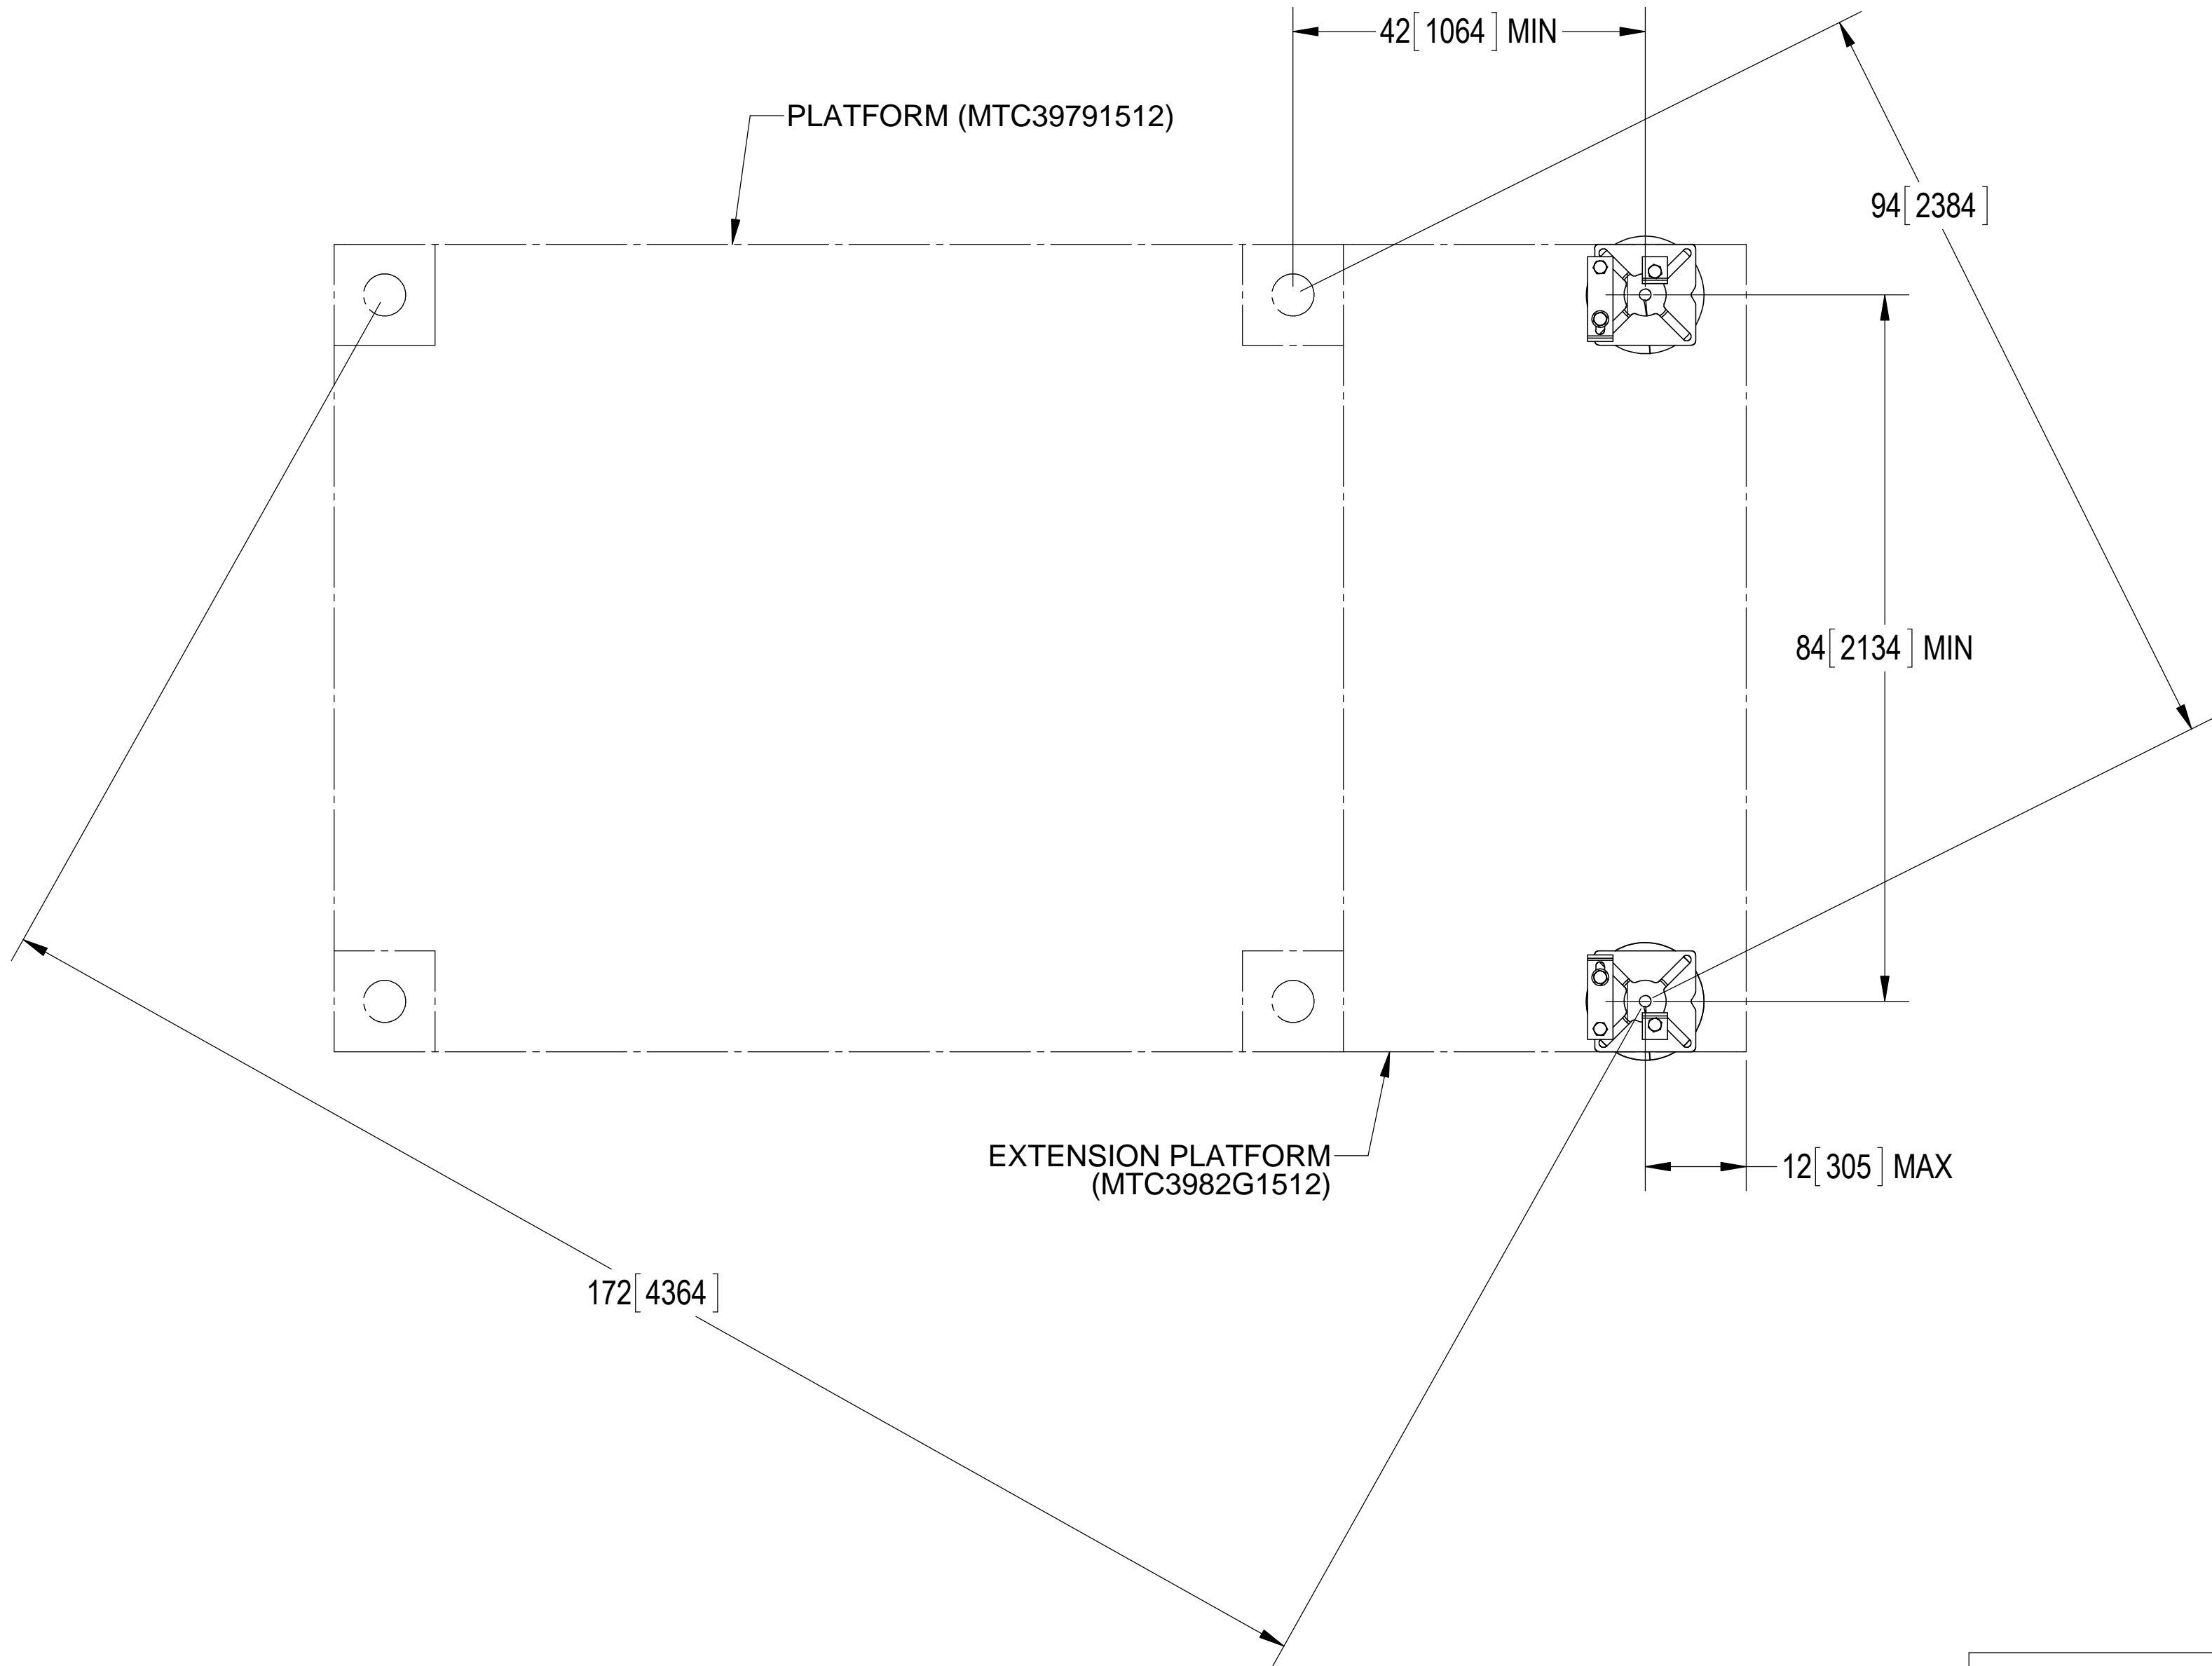 42[1064] MIN
PLATFORM (MTC39791512)
94[2384]
84[2134] MIN
EXTENSION PLATFORM
(MTC3982G1512)
12[305] MAX
172[4364]